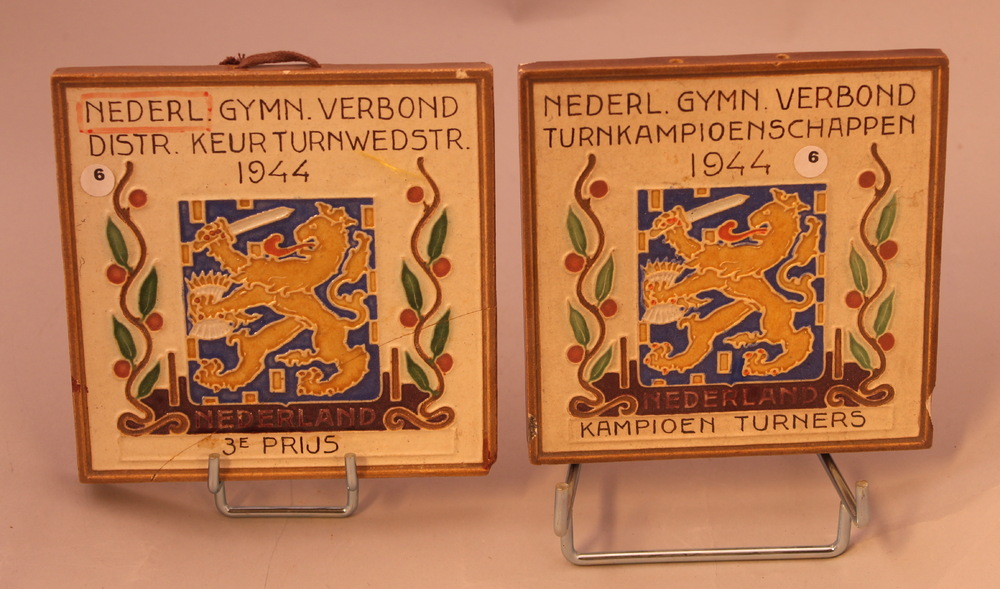 NEDERL. GYMN. VERBOND
DISTR. KEURTURNWEDSTR.
1944
6
NEDERLAND
3E PRIJS
NEDERL. GYMN. VERBOND
TURNKAMPIOENSCHAPPEN
1944
6
NEDERLAND
KAMPIOEN TURNERS